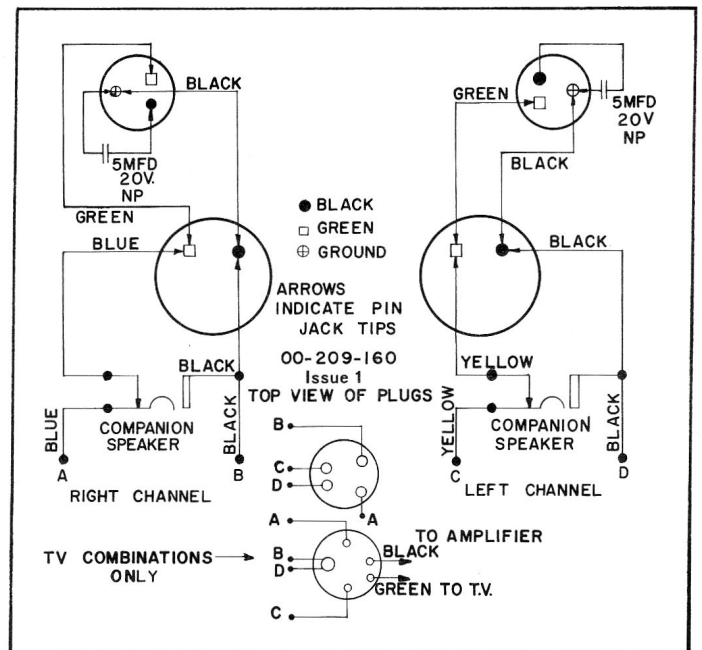 BLACK
5MFD
20V.
NP
GREEN
BLUE
BLACK
COMPANION
SPEAKER
BLUE
BLACK
A
B
RIGHT CHANNEL
BLACK
GREEN
GROUND
ARROWS
INDICATE PIN
JACK TIPS
00-209-160
Issue 1
TOP VIEW OF PLUGS
GREEN
5MFD
20V
NP
BLACK
BLACK
YELLOW
YELLOW
COMPANION
SPEAKER
BLACK
C
D
LEFT CHANNEL
B
C
D
A
TV COMBINATIONS
ONLY
A
B
D
C
TO AMPLIFIER
BLACK
GREEN TO T.V.